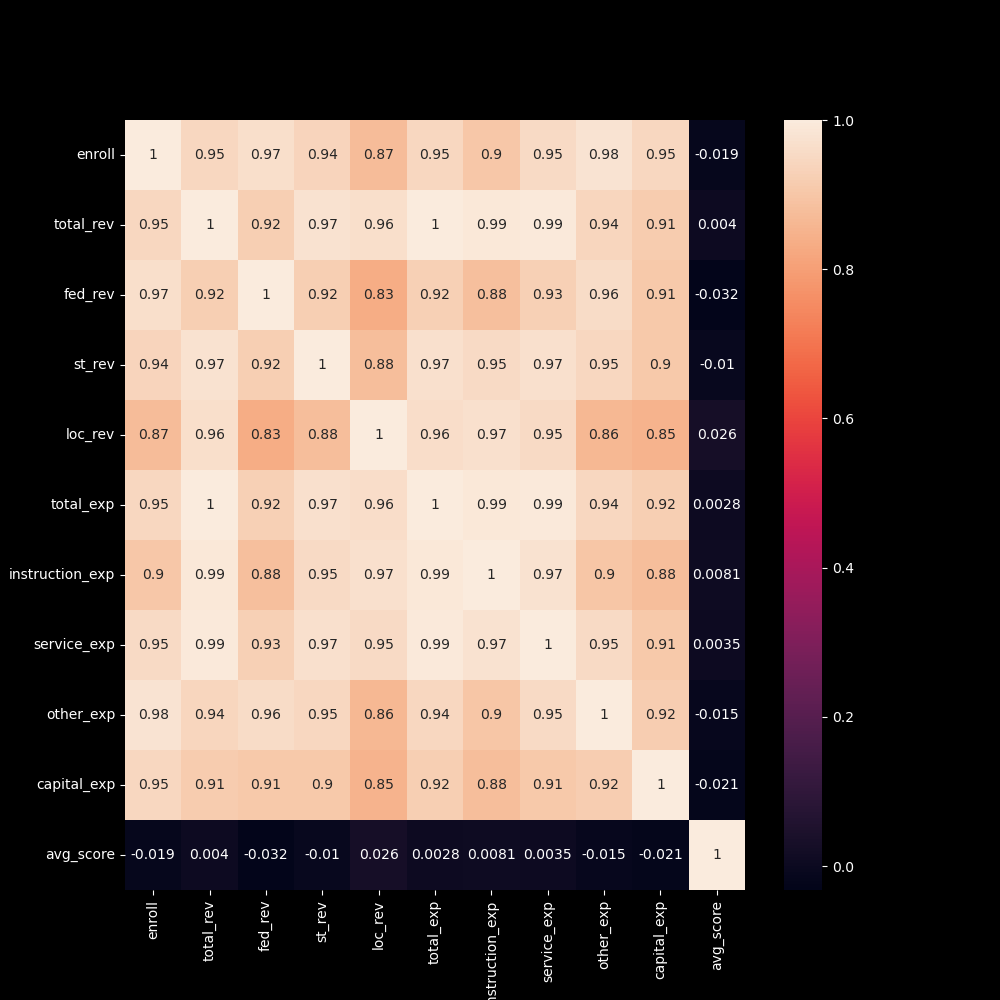 enroll 1 0.95 0.97 0.94 0.87 0.95 0.9 0.95 0.98 0.95 -0.019 1.0
total_rev 0.95 1 0.92 0.97 0.96 1 0.99 0.99 0.94 0.91 0.004
fed_rev 0.97 0.92 1 0.92 0.83 0.92 0.88 0.93 0.96 0.91 -0.032 0.8
st_rev 0.94 0.97 0.92 1 0.88 0.97 0.95 0.97 0.95 0.9 -0.01
loc_rev 0.87 0.96 0.83 0.88 1 0.96 0.97 0.95 0.86 0.85 0.026 0.6
total_exp 0.95 1 0.92 0.97 0.96 1 0.99 0.99 0.94 0.92 0.0028
instruction_exp 0.9 0.99 0.88 0.95 0.97 0.99 1 0.97 0.9 0.88 0.0081 0.4
service_exp 0.95 0.99 0.93 0.97 0.95 0.99 0.97 1 0.95 0.91 0.0035
other_exp 0.98 0.94 0.96 0.95 0.86 0.94 0.9 0.95 1 0.92 -0.015 0.2
capital_exp 0.95 0.91 0.91 0.9 0.85 0.92 0.88 0.91 0.92 1 -0.021
avg_score -0.019 0.004 -0.032 -0.01 0.026 0.0028 0.0081 0.0035 -0.015 -0.021 1 0.0
enroll
total_rev
fed_rev
st_rev
loc_rev
total_exp
nstruction_exp
service_exp
other_exp
capital_exp
avg_score